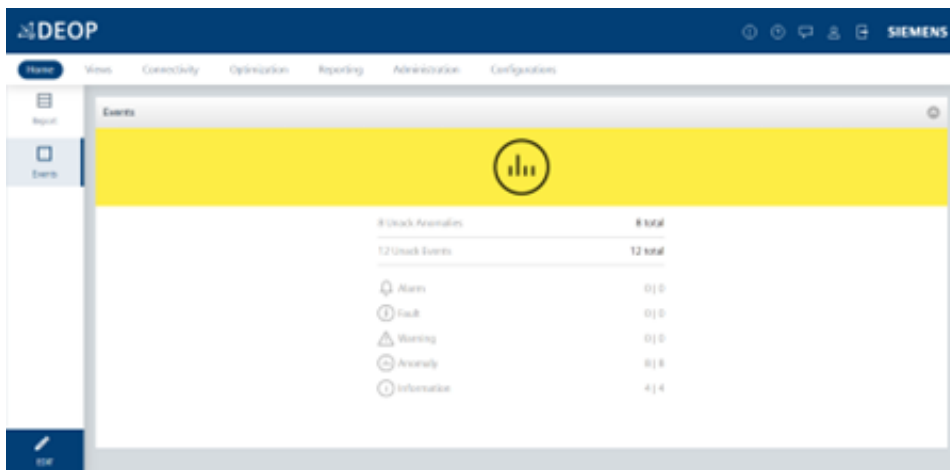 DEOP
SIEMENS
Home Views Connectivity Optimization Reporting Administration Configurations
Report
Events
Events
8 Unack Anomalies 8 total
12 Unack Events 12 total
Alarm 0 | 0
Fault 0 | 0
Warning 0 | 0
Anomaly 8 | 8
Information 4 | 4
EDIT